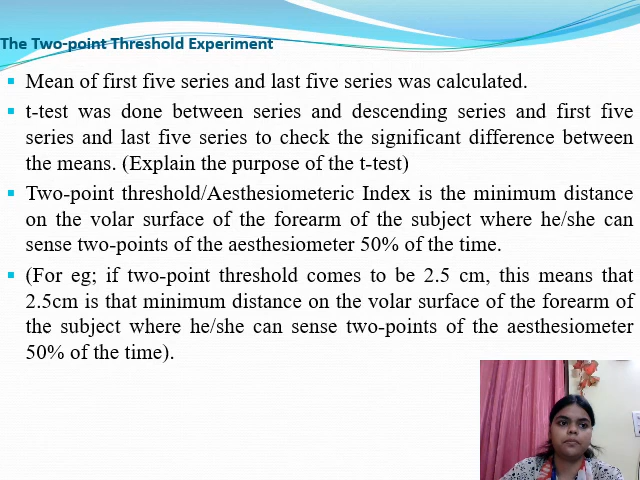 The Two-point Threshold Experiment
Mean of first five series and last five series was calculated.
t-test was done between series and descending series and first five
series and last five series to check the significant difference between
the means. (Explain the purpose of the t-test)
Two-point threshold/Aesthesiometeric Index is the minimum distance
on the volar surface of the forearm of the subject where he/she can
sense two-points of the aesthesiometer 50% of the time.
(For eg; if two-point threshold comes to be 2.5 cm, this means that
2.5cm is that minimum distance on the volar surface of the forearm of
the subject where he/she can sense two-points of the aesthesiometer
50% of the time).